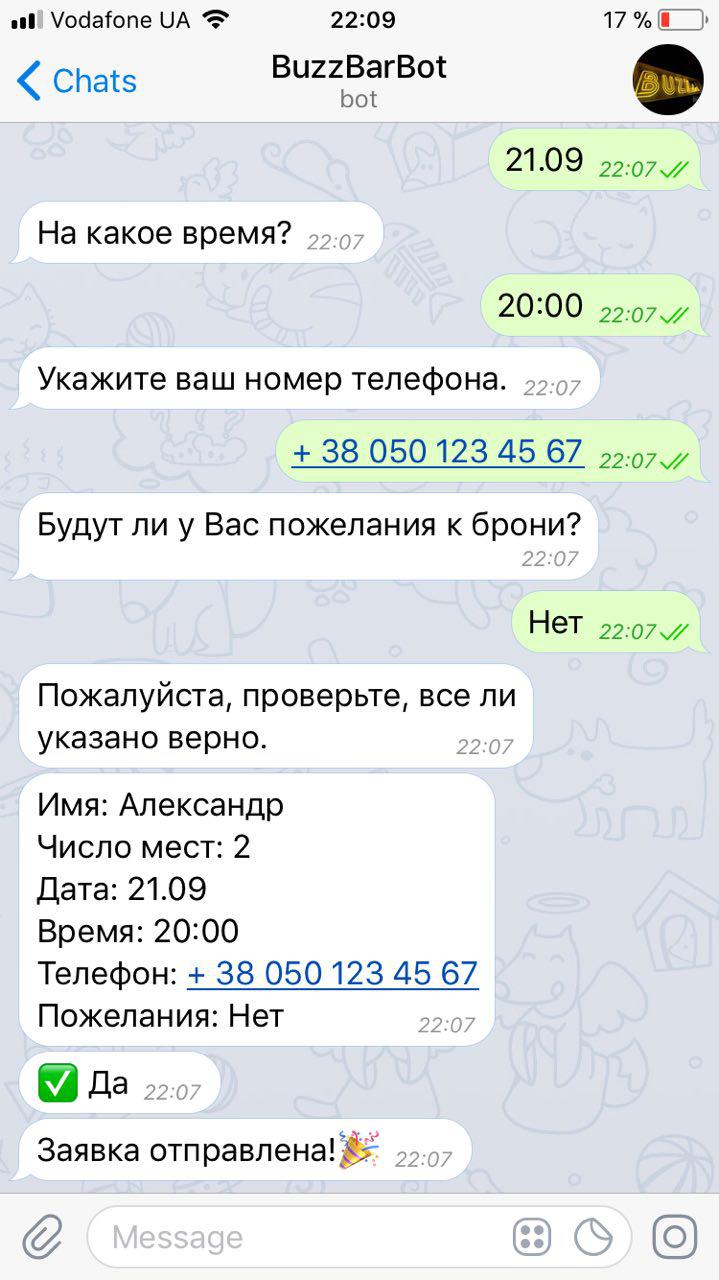 Vodafone UA
22:09
17 %
Chats
BuzzBarBot
bot
21.09 22:07
На какое время? 22:07
20:00 22:07
Укажите ваш номер телефона. 22:07
+ 38 050 123 45 67 22:07
Будут ли у Вас пожелания к брони?
22:07
Нет 22:07
Пожалуйста, проверьте, все ли
указано верно. 22:07
Имя: Александр
Число мест: 2
Дата: 21.09
Время: 20:00
Телефон: + 38 050 123 45 67
Пожелания: Нет 22:07
✅ Да 22:07
Заявка отправлена!🎉 22:07
Message